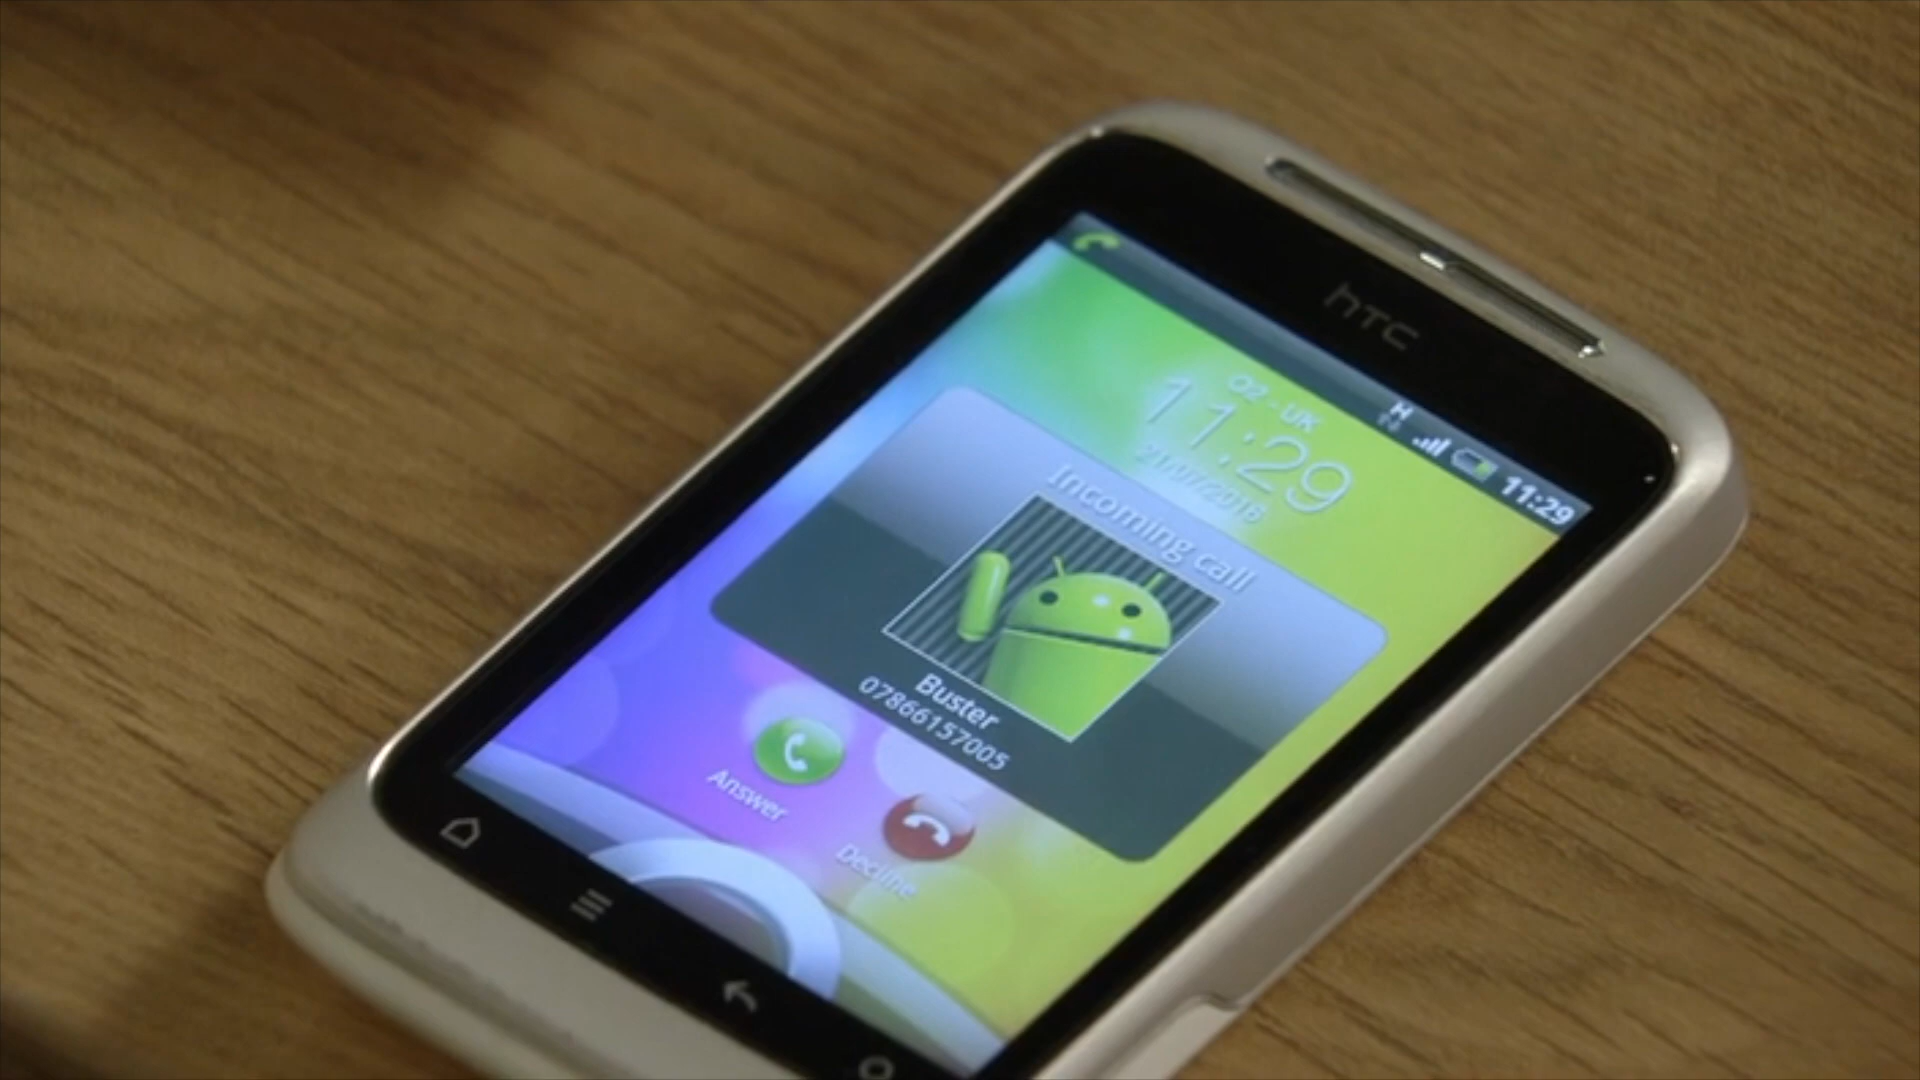 hTC
H
11:29
O2 - UK
11:29
21/07/2016
Incoming call
Buster
07866157005
Answer
Decline